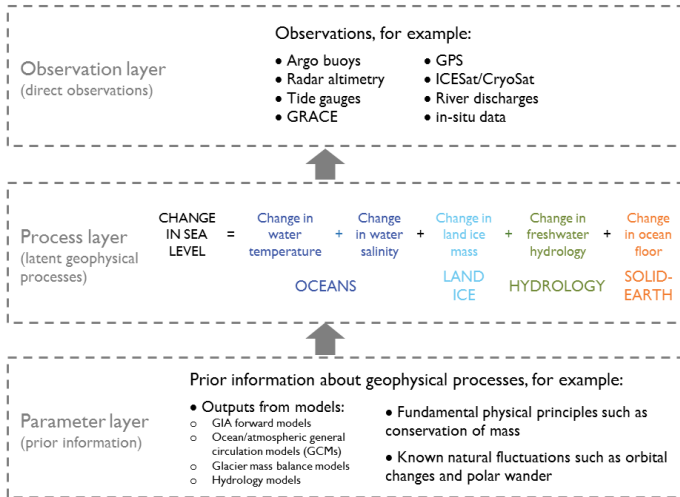 Observation layer
(direct observations)
Observations, for example:
• Argo buoys
• Radar altimetry
• Tide gauges
• GRACE
• GPS
• ICESat/CryoSat
• River discharges
• in-situ data
Process layer
(latent geophysical
processes)
CHANGE
IN SEA
LEVEL
=
Change in
water
temperature
+
Change
in water
salinity
+
Change in
land ice
mass
+
Change in
freshwater
hydrology
+
Change
in ocean
floor
OCEANS
LAND
ICE
HYDROLOGY
SOLID-
EARTH
Parameter layer
(prior information)
Prior information about geophysical processes, for example:
• Outputs from models:
o GIA forward models
o Ocean/atmospheric general
circulation models (GCMs)
o Glacier mass balance models
o Hydrology models
• Fundamental physical principles such as
conservation of mass
• Known natural fluctuations such as orbital
changes and polar wander